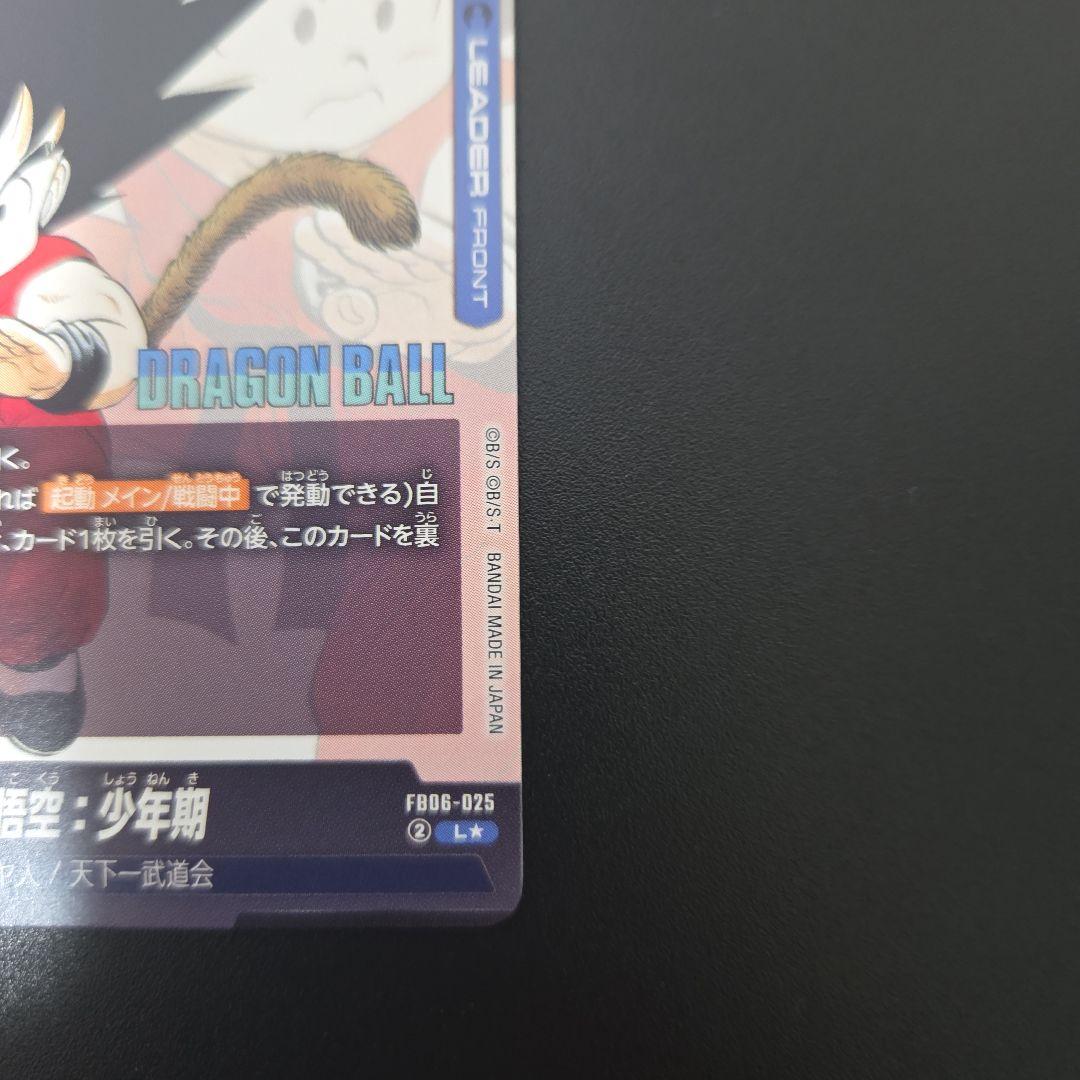 LEADER FRONT
DRAGON BALL
く。
れば 起動メイン/戦闘中 で発動できる)自
、カード1枚を引く。その後、このカードを裏
©B/S ©B/S・T BANDAI MADE IN JAPAN
悟空:少年期
FB06-025
② L★
ヤ人 / 天下一武道会